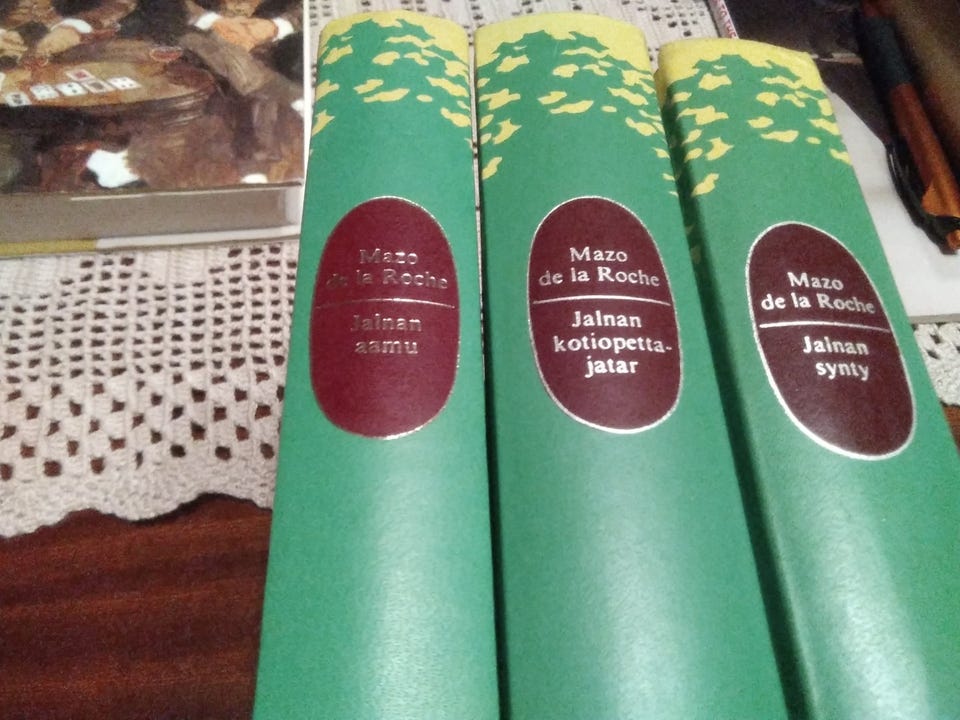 Mazo
de la Roche
Jalnan
aamu
Mazo
de la Roche
Jalnan
kotiopetta-
jatar
Mazo
de la Roche
Jalnan
synty